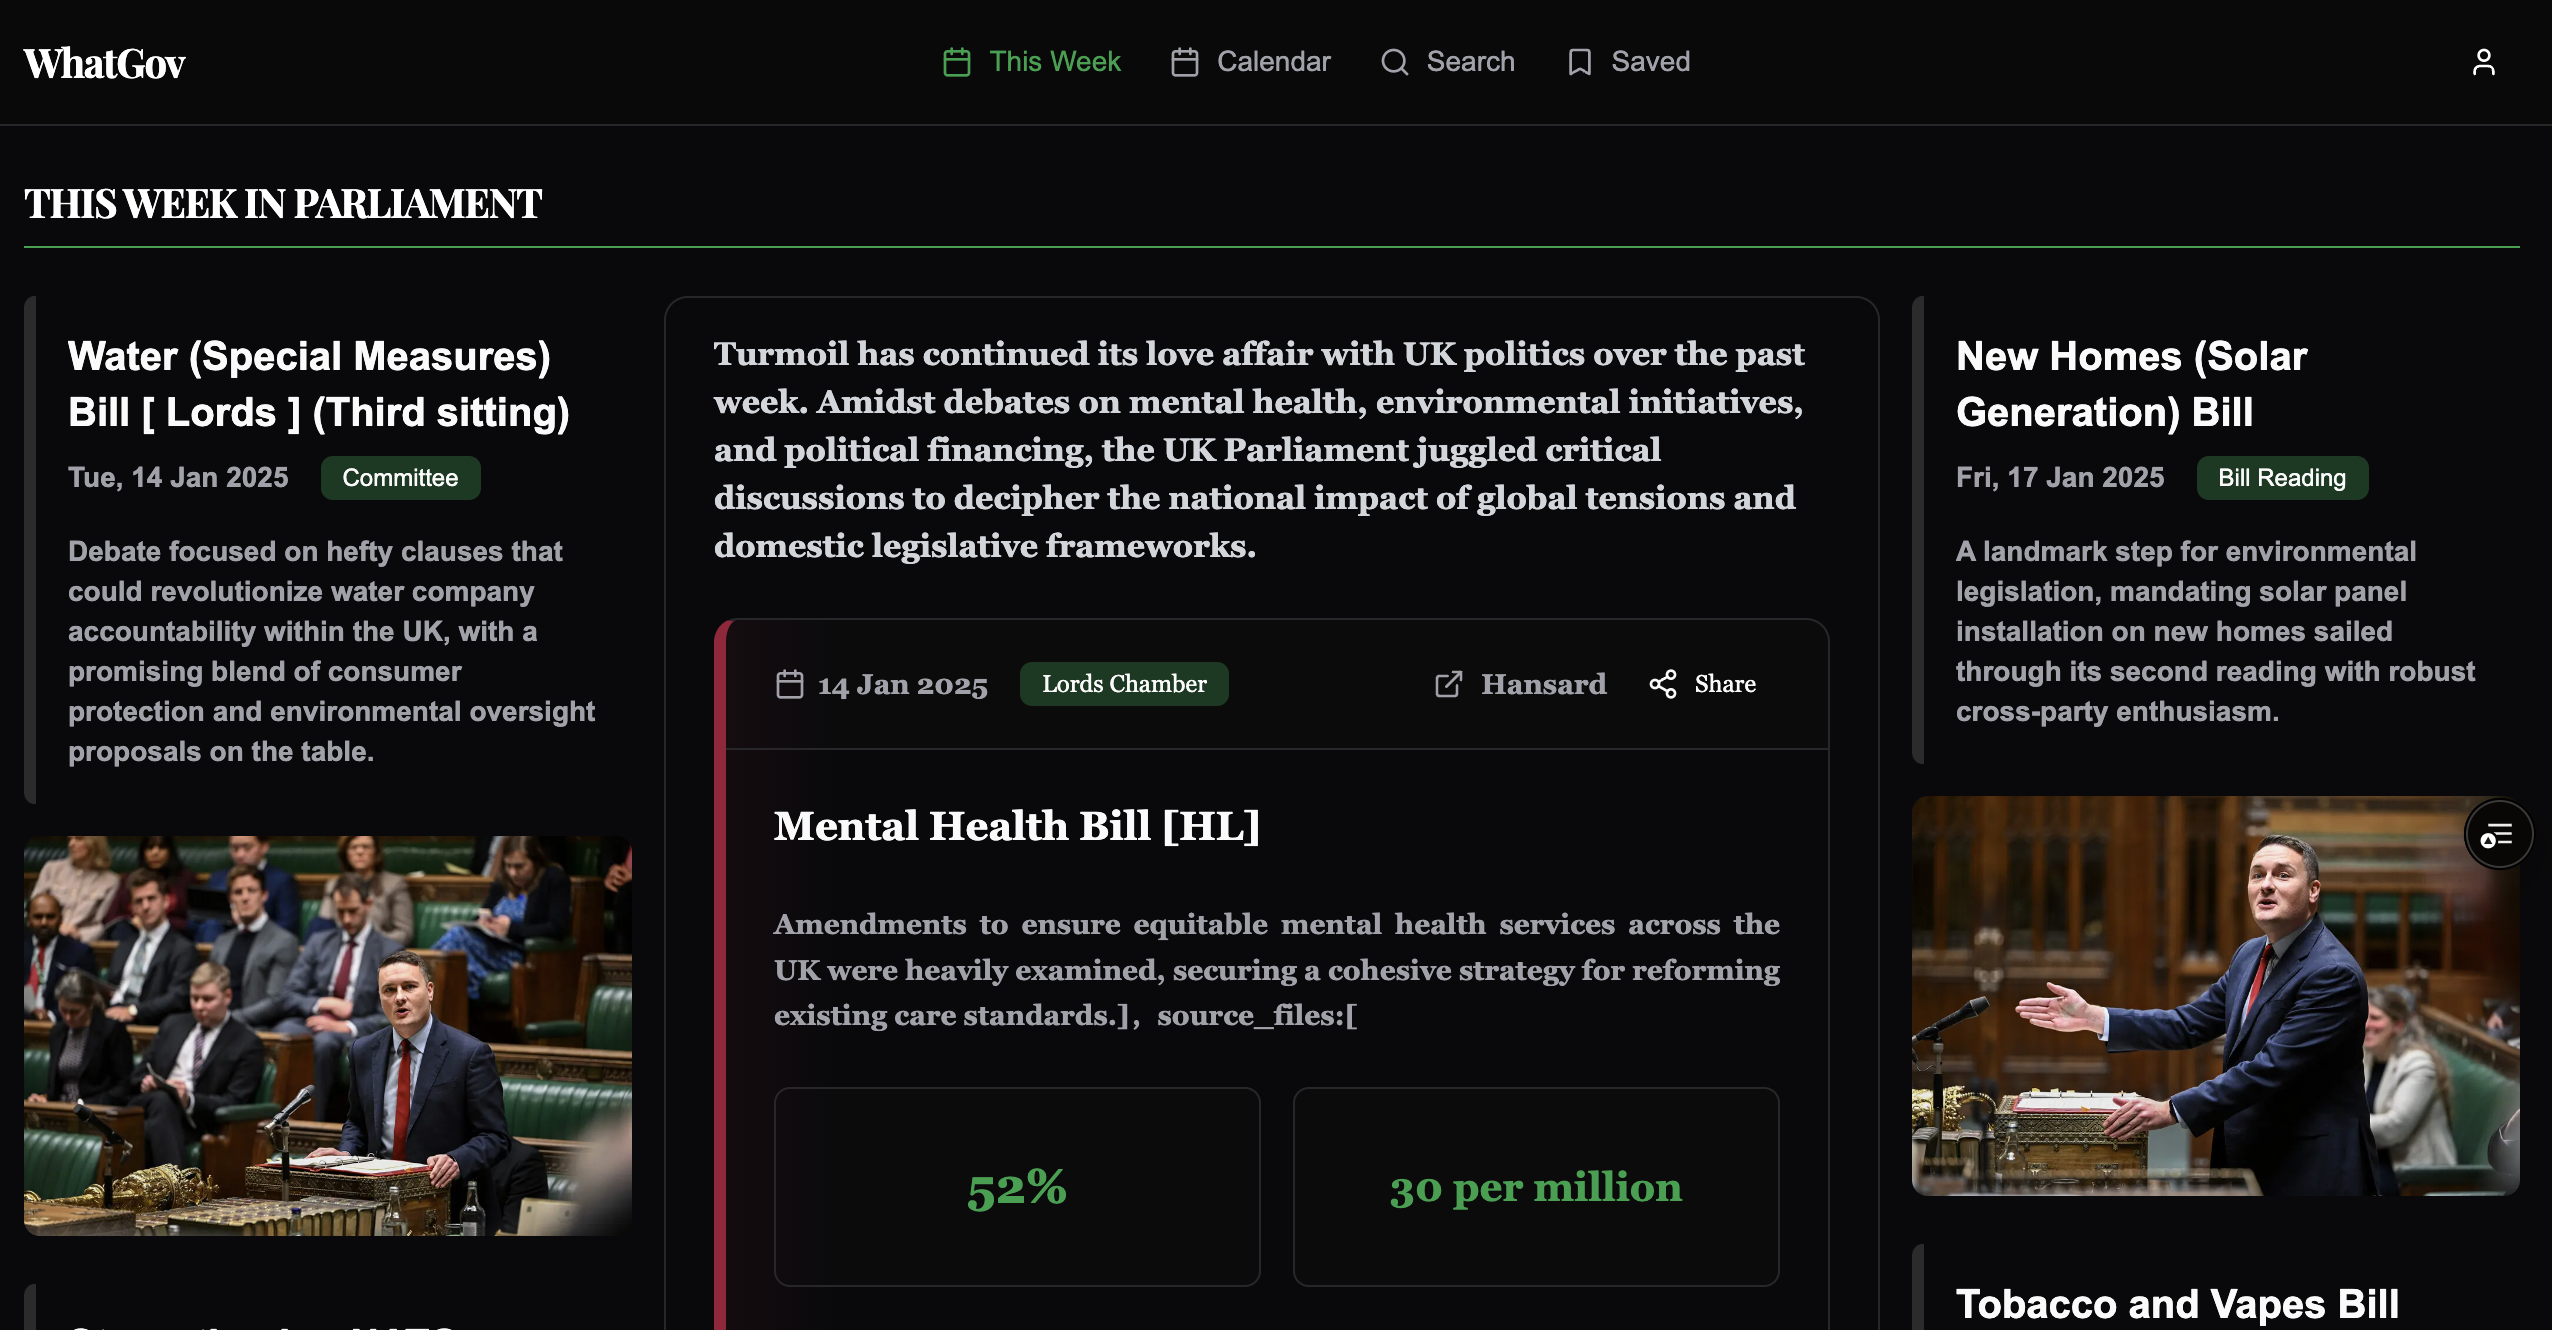 WhatGov
This Week
Calendar
Search
Saved
THIS WEEK IN PARLIAMENT
Water (Special Measures)
Bill [ Lords ] (Third sitting)
Tue, 14 Jan 2025
Committee
Debate focused on hefty clauses that
could revolutionize water company
accountability within the UK, with a
promising blend of consumer
protection and environmental oversight
proposals on the table.
Turmoil has continued its love affair with UK politics over the past
week. Amidst debates on mental health, environmental initiatives,
and political financing, the UK Parliament juggled critical
discussions to decipher the national impact of global tensions and
domestic legislative frameworks.
14 Jan 2025
Lords Chamber
Hansard
Share
Mental Health Bill [HL]
Amendments to ensure equitable mental health services across the
UK were heavily examined, securing a cohesive strategy for reforming
existing care standards.], source_files:[
52%
30 per million
New Homes (Solar
Generation) Bill
Fri, 17 Jan 2025
Bill Reading
A landmark step for environmental
legislation, mandating solar panel
installation on new homes sailed
through its second reading with robust
cross-party enthusiasm.
Tobacco and Vapes Bill